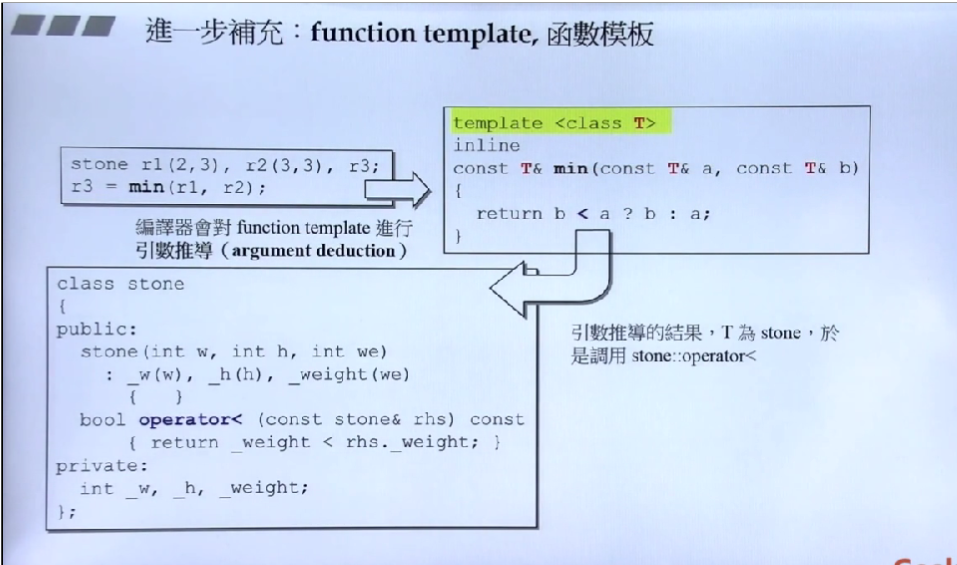 進一步補充：function template, 函數模板
stone r1(2,3), r2(3,3), r3;
r3 = min(r1, r2);
編譯器會對 function template 進行
引數推導（argument deduction）
template <class T>
inline
const T& min(const T& a, const T& b)
{
return b < a ? b : a;
}
class stone
{
public:
stone(int w, int h, int we)
: _w(w), _h(h), _weight(we)
{ }
bool operator< (const stone& rhs) const
{ return _weight < rhs._weight; }
private:
int _w, _h, _weight;
};
引數推導的結果，T 為 stone，於
是調用 stone::operator<